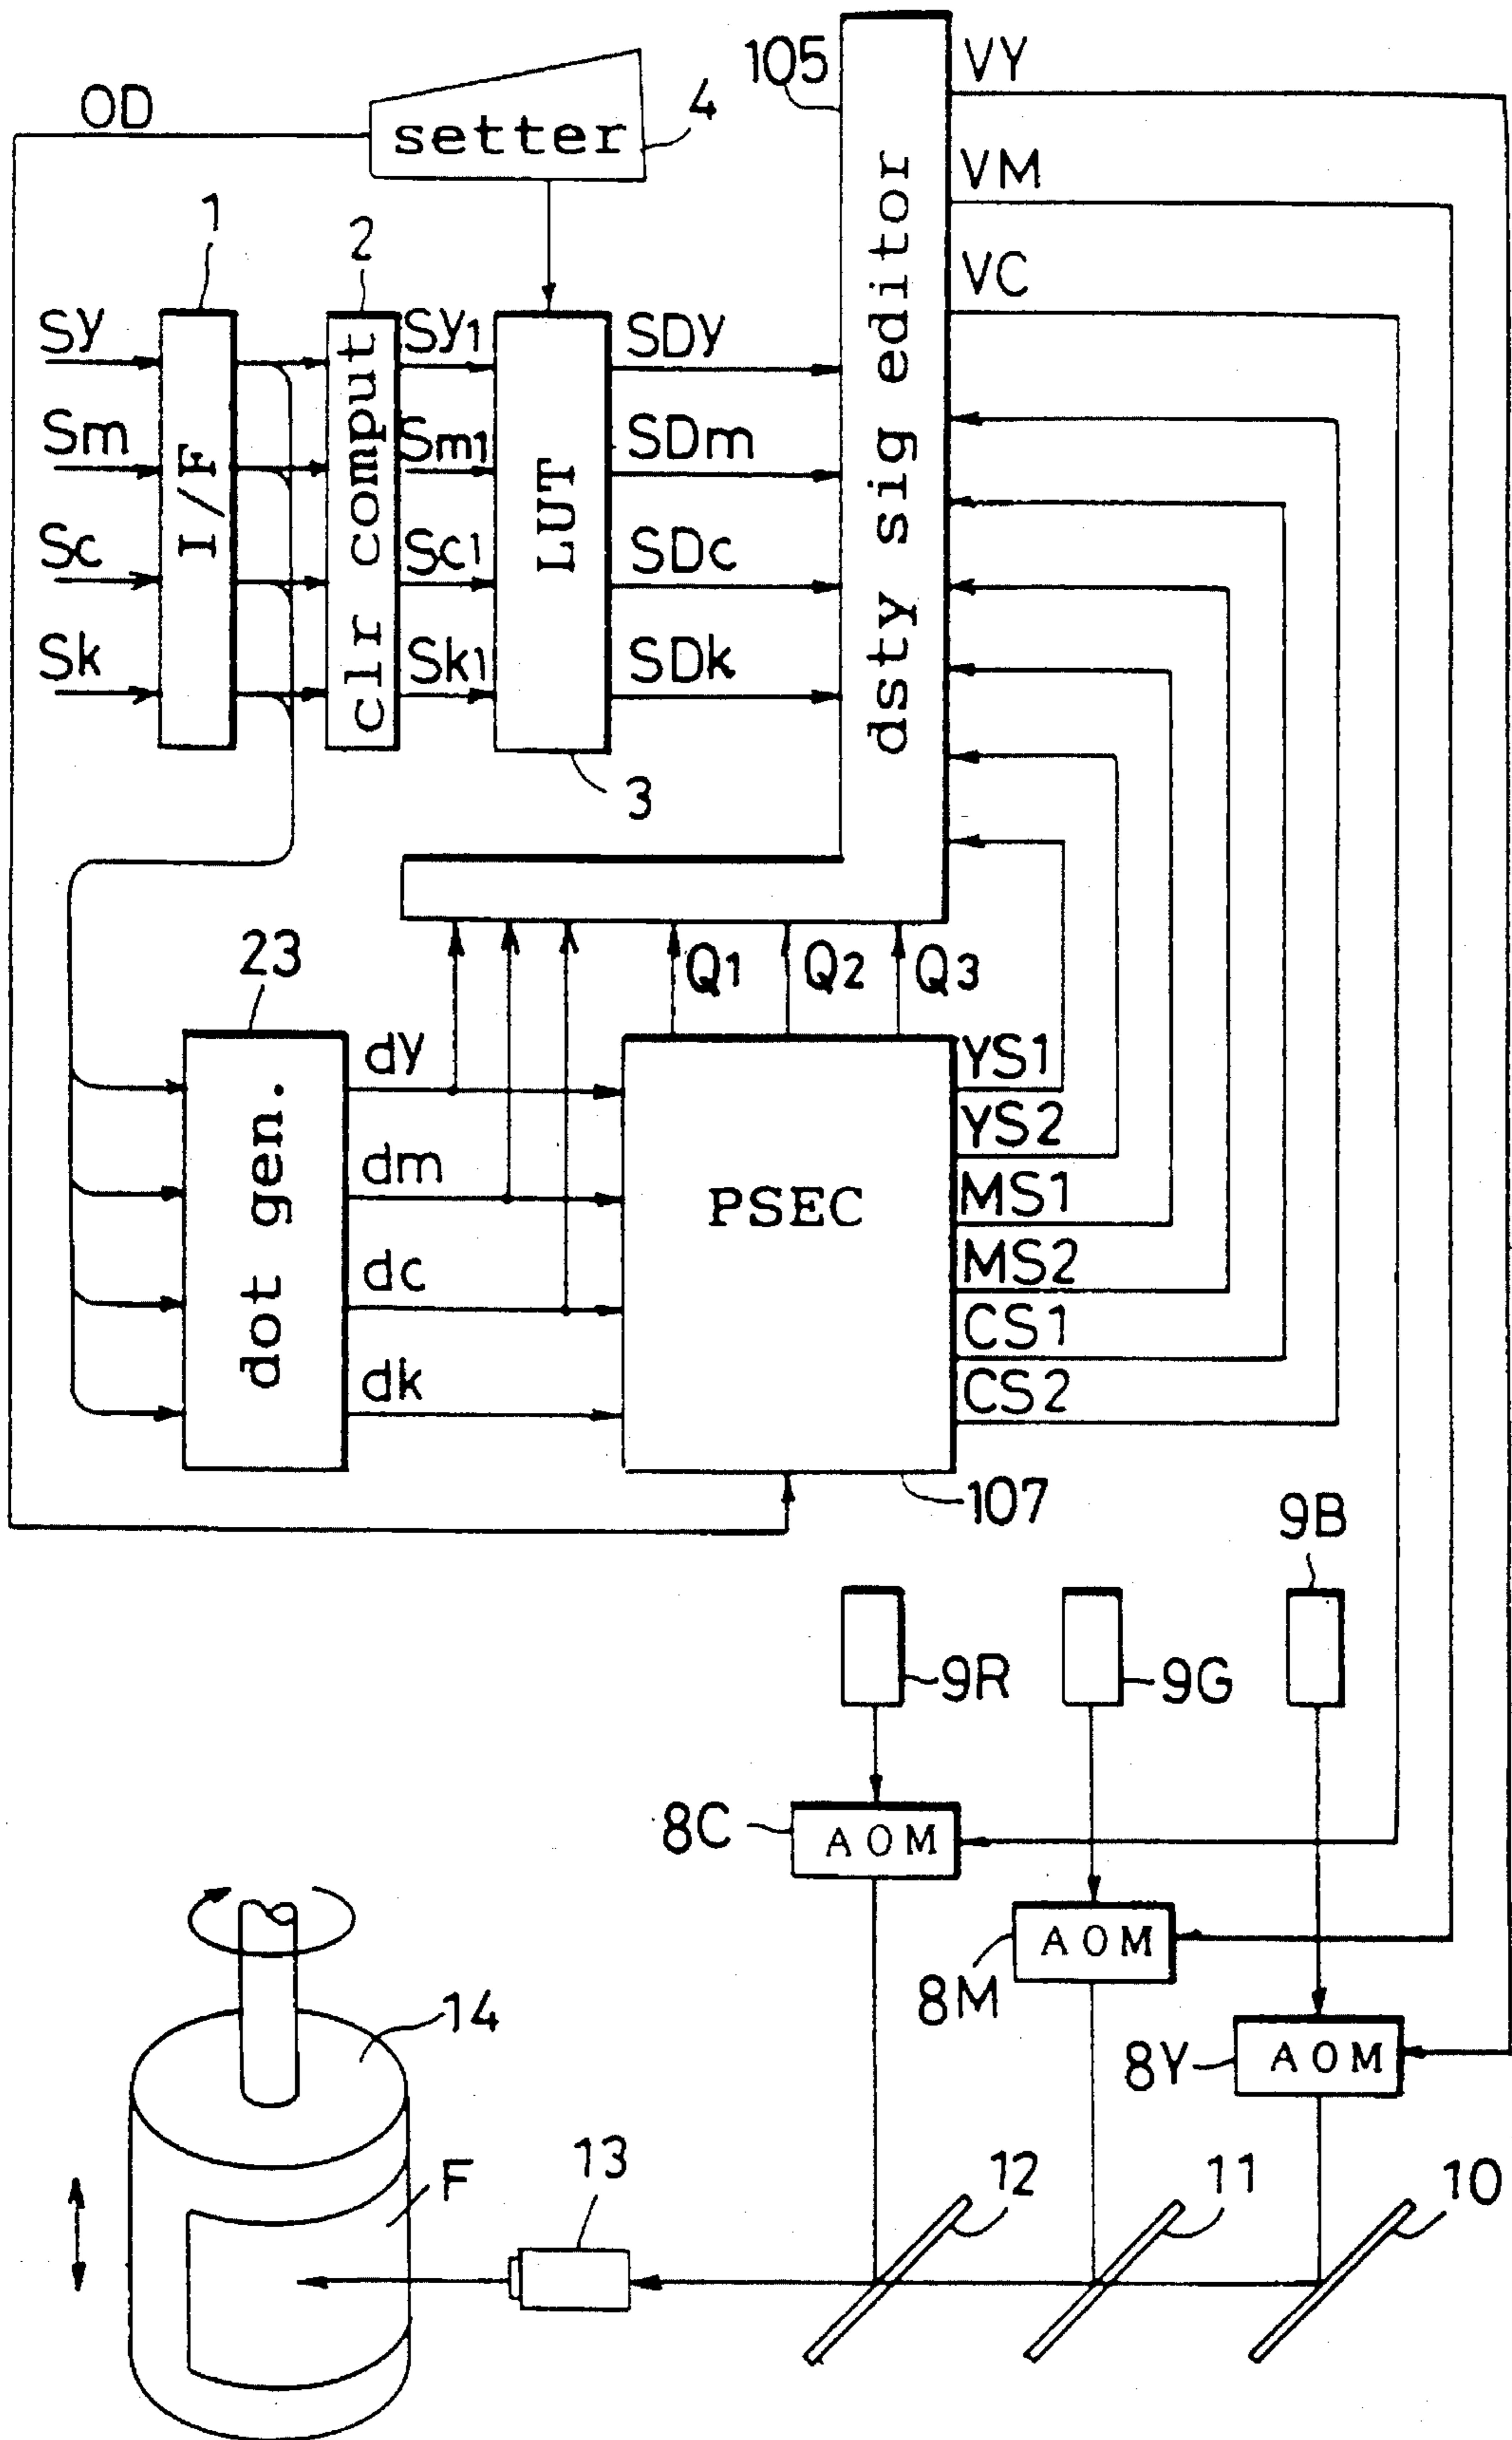 OD
setter
4
105
VY
VM
VC
1
2
Sy
Sm
Sc
Sk
I/F
clr comput
Sy1
Sm1
Sc1
Sk1
LUT
3
SDy
SDm
SDc
SDk
dsty sig editor
Q1
Q2
Q3
23
dot gen.
dy
dm
dc
dk
PSEC
YS1
YS2
MS1
MS2
CS1
CS2
107
9R
9G
9B
8C
AOM
8M
AOM
8Y
AOM
14
F
13
12
11
10